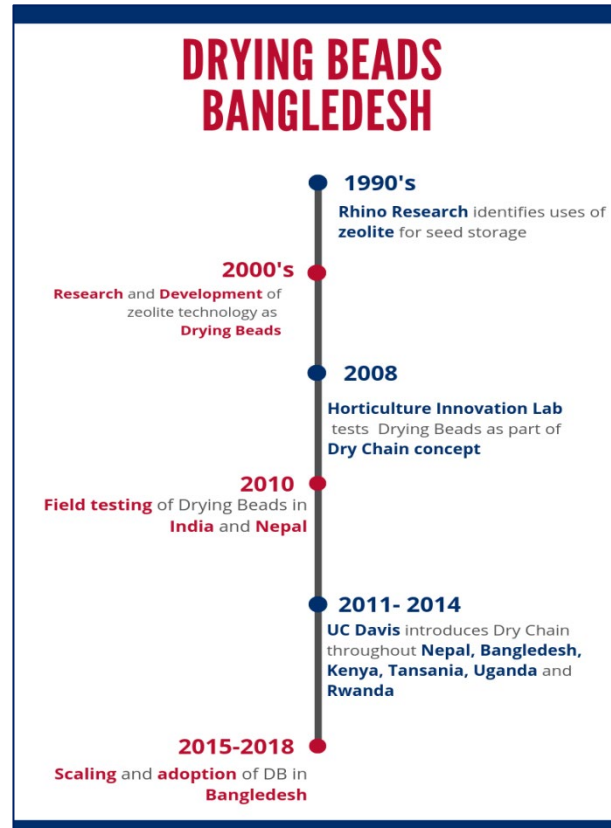 DRYING BEADS
BANGLEDESH
1990's
Rhino Research identifies uses of
zeolite for seed storage
2000's
Research and Development of
zeolite technology as
Drying Beads
2008
Horticulture Innovation Lab
tests Drying Beads as part of
Dry Chain concept
2010
Field testing of Drying Beads in
India and Nepal
2011- 2014
UC Davis introduces Dry Chain
throughout Nepal, Bangledesh,
Kenya, Tansania, Uganda and
Rwanda
2015-2018
Scaling and adoption of DB in
Bangledesh